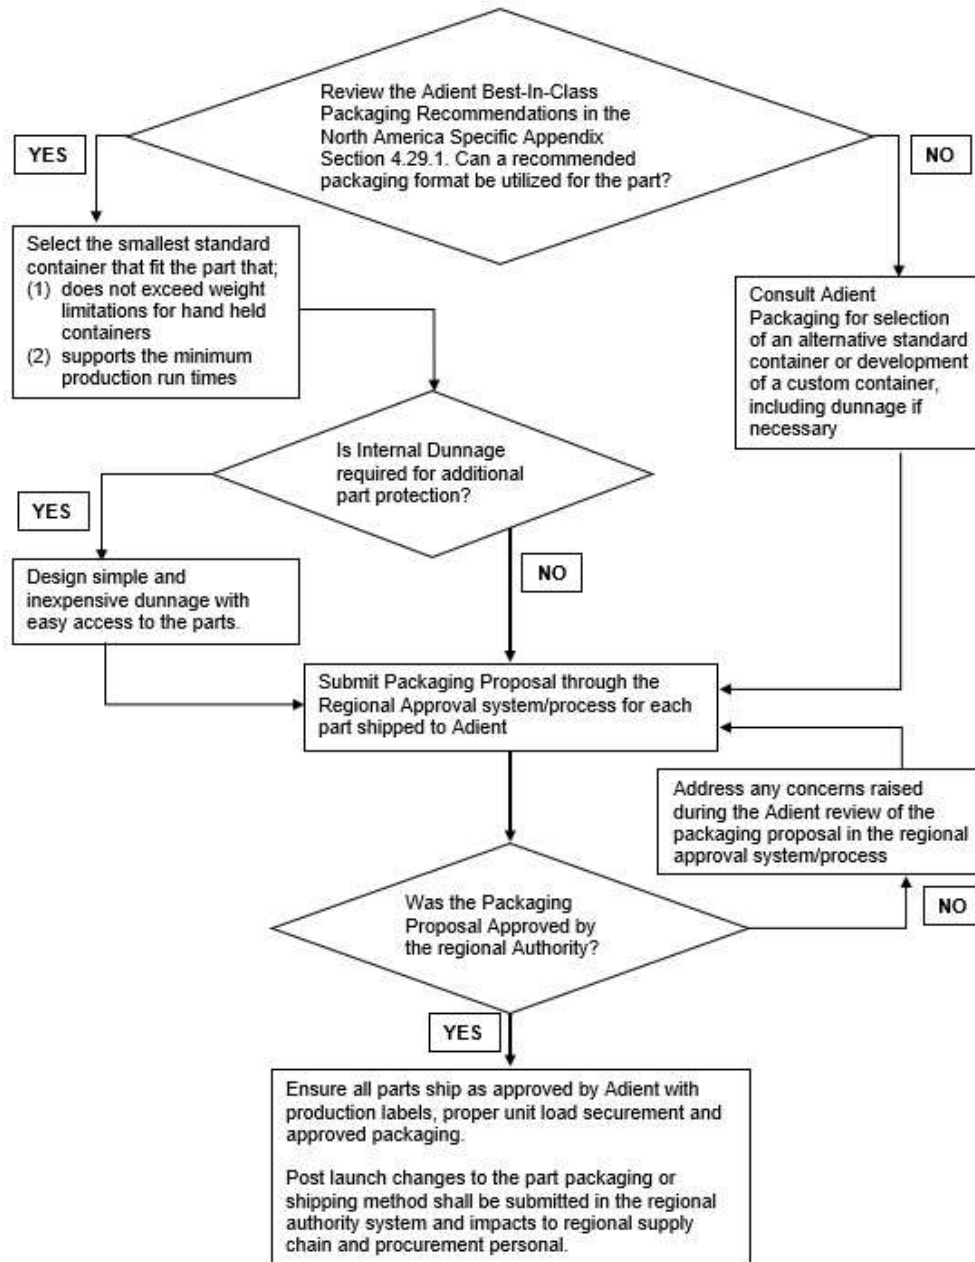 Review the Adient Best-In-Class
Packaging Recommendations in the
North America Specific Appendix
Section 4.29.1. Can a recommended
packaging format be utilized for the part?
YES
NO
Select the smallest standard
container that fit the part that;
(1) does not exceed weight
limitations for hand held
containers
(2) supports the minimum
production run times
Consult Adient
Packaging for selection
of an alternative standard
container or development
of a custom container,
including dunnage if
necessary
Is Internal Dunnage
required for additional
part protection?
YES
NO
Design simple and
inexpensive dunnage with
easy access to the parts.
Submit Packaging Proposal through the
Regional Approval system/process for each
part shipped to Adient
Address any concerns raised
during the Adient review of the
packaging proposal in the regional
approval system/process
Was the Packaging
Proposal Approved by
the regional Authority?
NO
YES
Ensure all parts ship as approved by Adient with
production labels, proper unit load securement and
approved packaging.
Post launch changes to the part packaging or
shipping method shall be submitted in the regional
authority system and impacts to regional supply
chain and procurement personal.